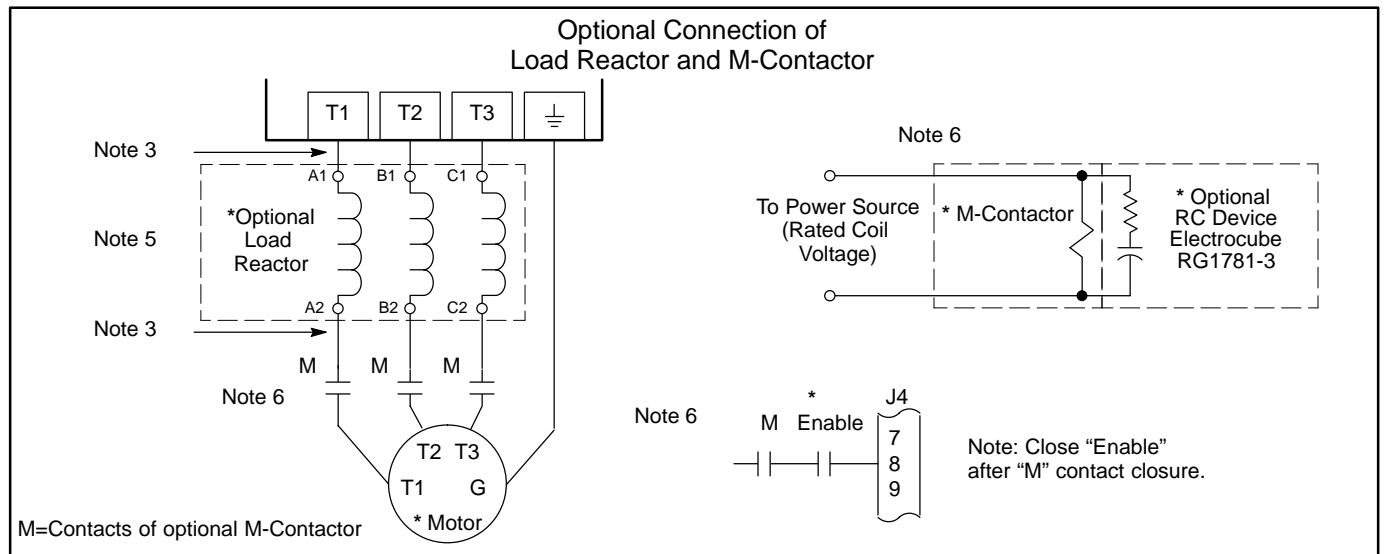 Optional Connection of
Load Reactor and M-Contactor
T1 T2 T3
Note 3
A1 B1 C1
*Optional
Load
Reactor
Note 5
A2 B2 C2
Note 3
M M M
Note 6
T2 T3
T1 G
* Motor
M=Contacts of optional M-Contactor
Note 6
To Power Source
(Rated Coil
Voltage)
* M-Contactor
* Optional
RC Device
Electrocube
RG1781-3
Note 6
*
M Enable
J4
7
8
9
Note: Close “Enable”
after “M” contact closure.